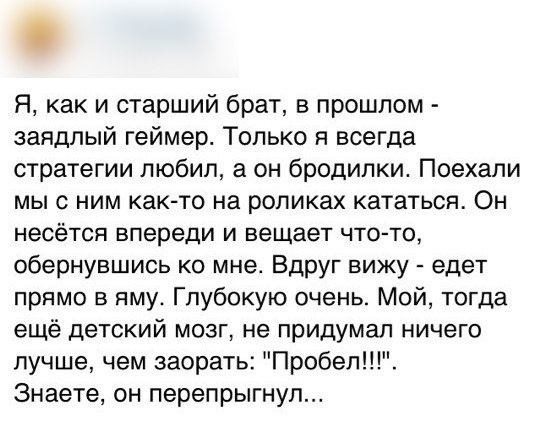 Я, как и старший брат, в прошлом -
заядлый геймер. Только я всегда
стратегии любил, а он бродилки. Поехали
мы с ним как-то на роликах кататься. Он
несётся впереди и вещает что-то,
обернувшись ко мне. Вдруг вижу - едет
прямо в яму. Глубокую очень. Мой, тогда
ещё детский мозг, не придумал ничего
лучше, чем заорать: "Пробел!!!".
Знаете, он перепрыгнул...